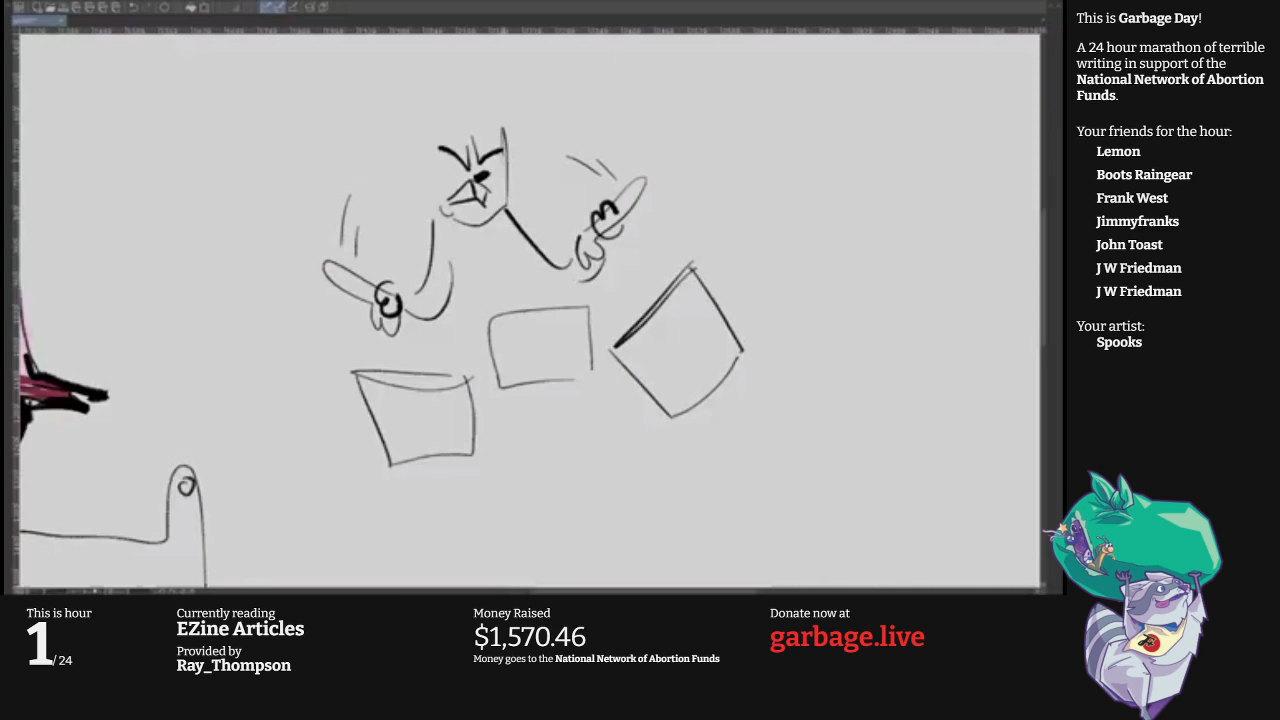 This is Garbage Day!
A 24 hour marathon of terrible
writing in support of the
National Network of Abortion
Funds.
Your friends for the hour:
Lemon
Boots Raingear
Frank West
Jimmyfranks
John Toast
J W Friedman
J W Friedman
Your artist:
Spooks
This is hour
1/ 24
Currently reading
EZine Articles
Provided by
Ray_Thompson
Money Raised
$1,570.46
Money goes to the National Network of Abortion Funds
Donate now at
garbage.live